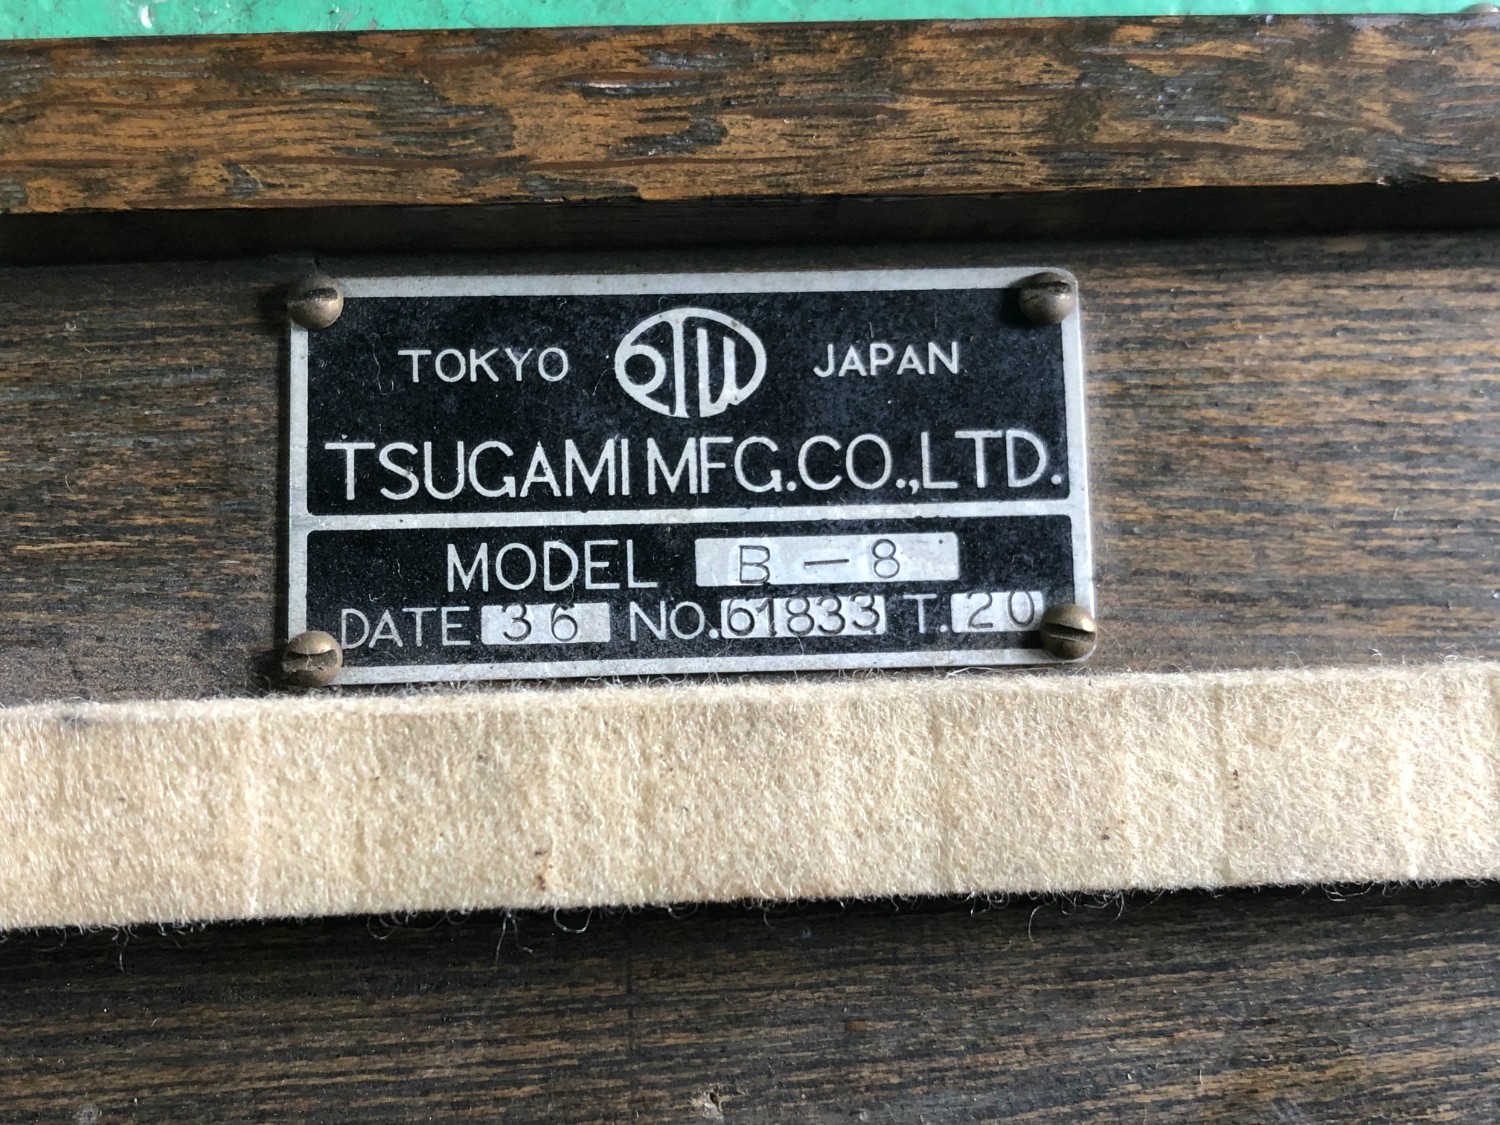 TOKYO JAPAN
TSUGAMI MFG.CO.,LTD.
MODEL B-8
DATE 36 NO.61833 T.20